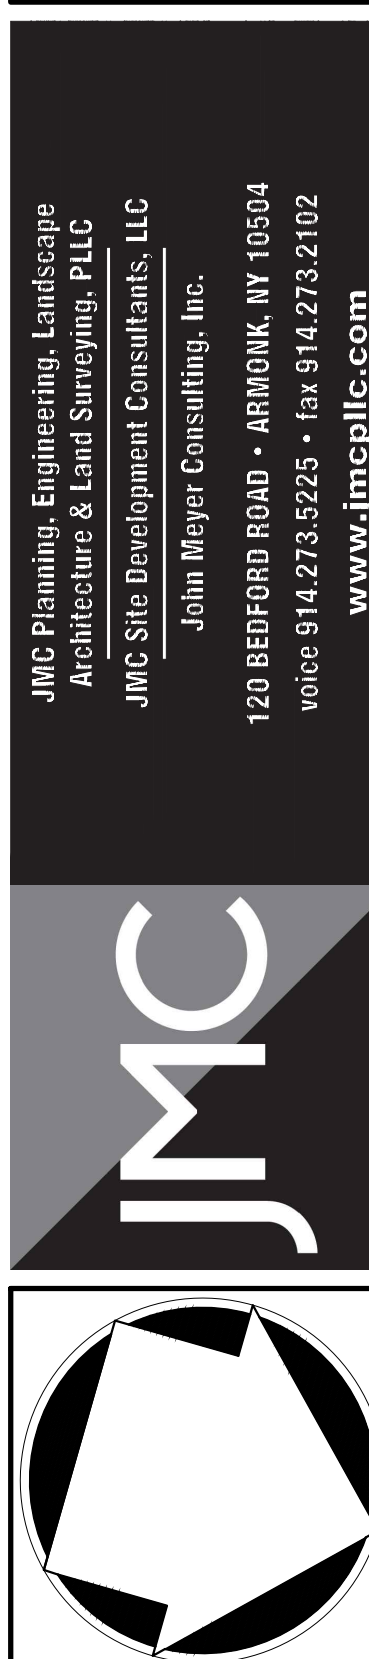 JMC Planning, Engineering, Landscape
Architecture & Land Surveying, PLLC
JMC Site Development Consultants, LLC
John Meyer Consulting, Inc.
120 BEDFORD ROAD • ARMONK, NY 10504
voice 914.273.5225 • fax 914.273.2102
www.jmcpllc.com
JMC